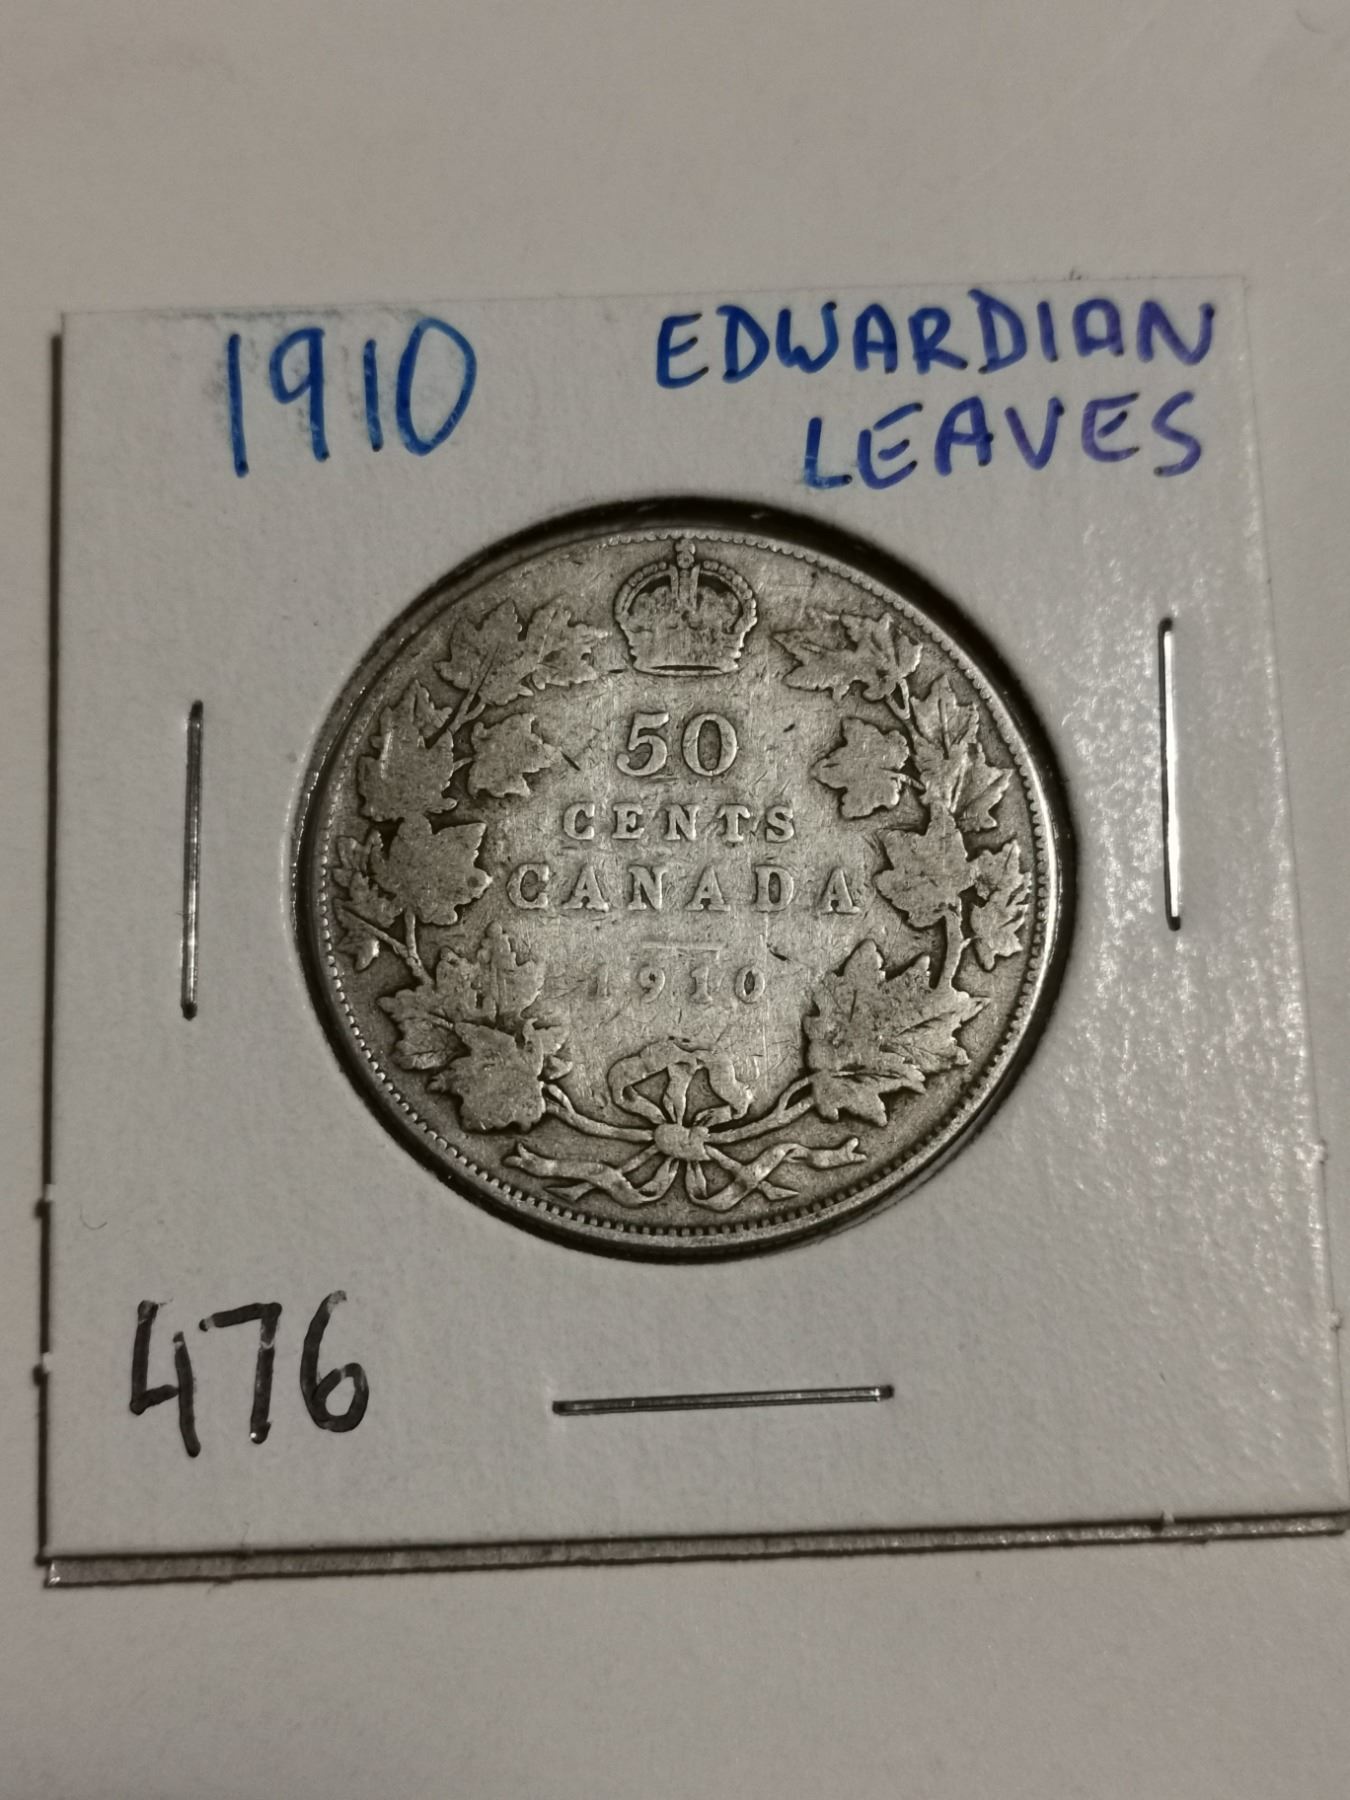 1910
EDWARDIAN
LEAVES
50
CENTS
CANADA
1910
476